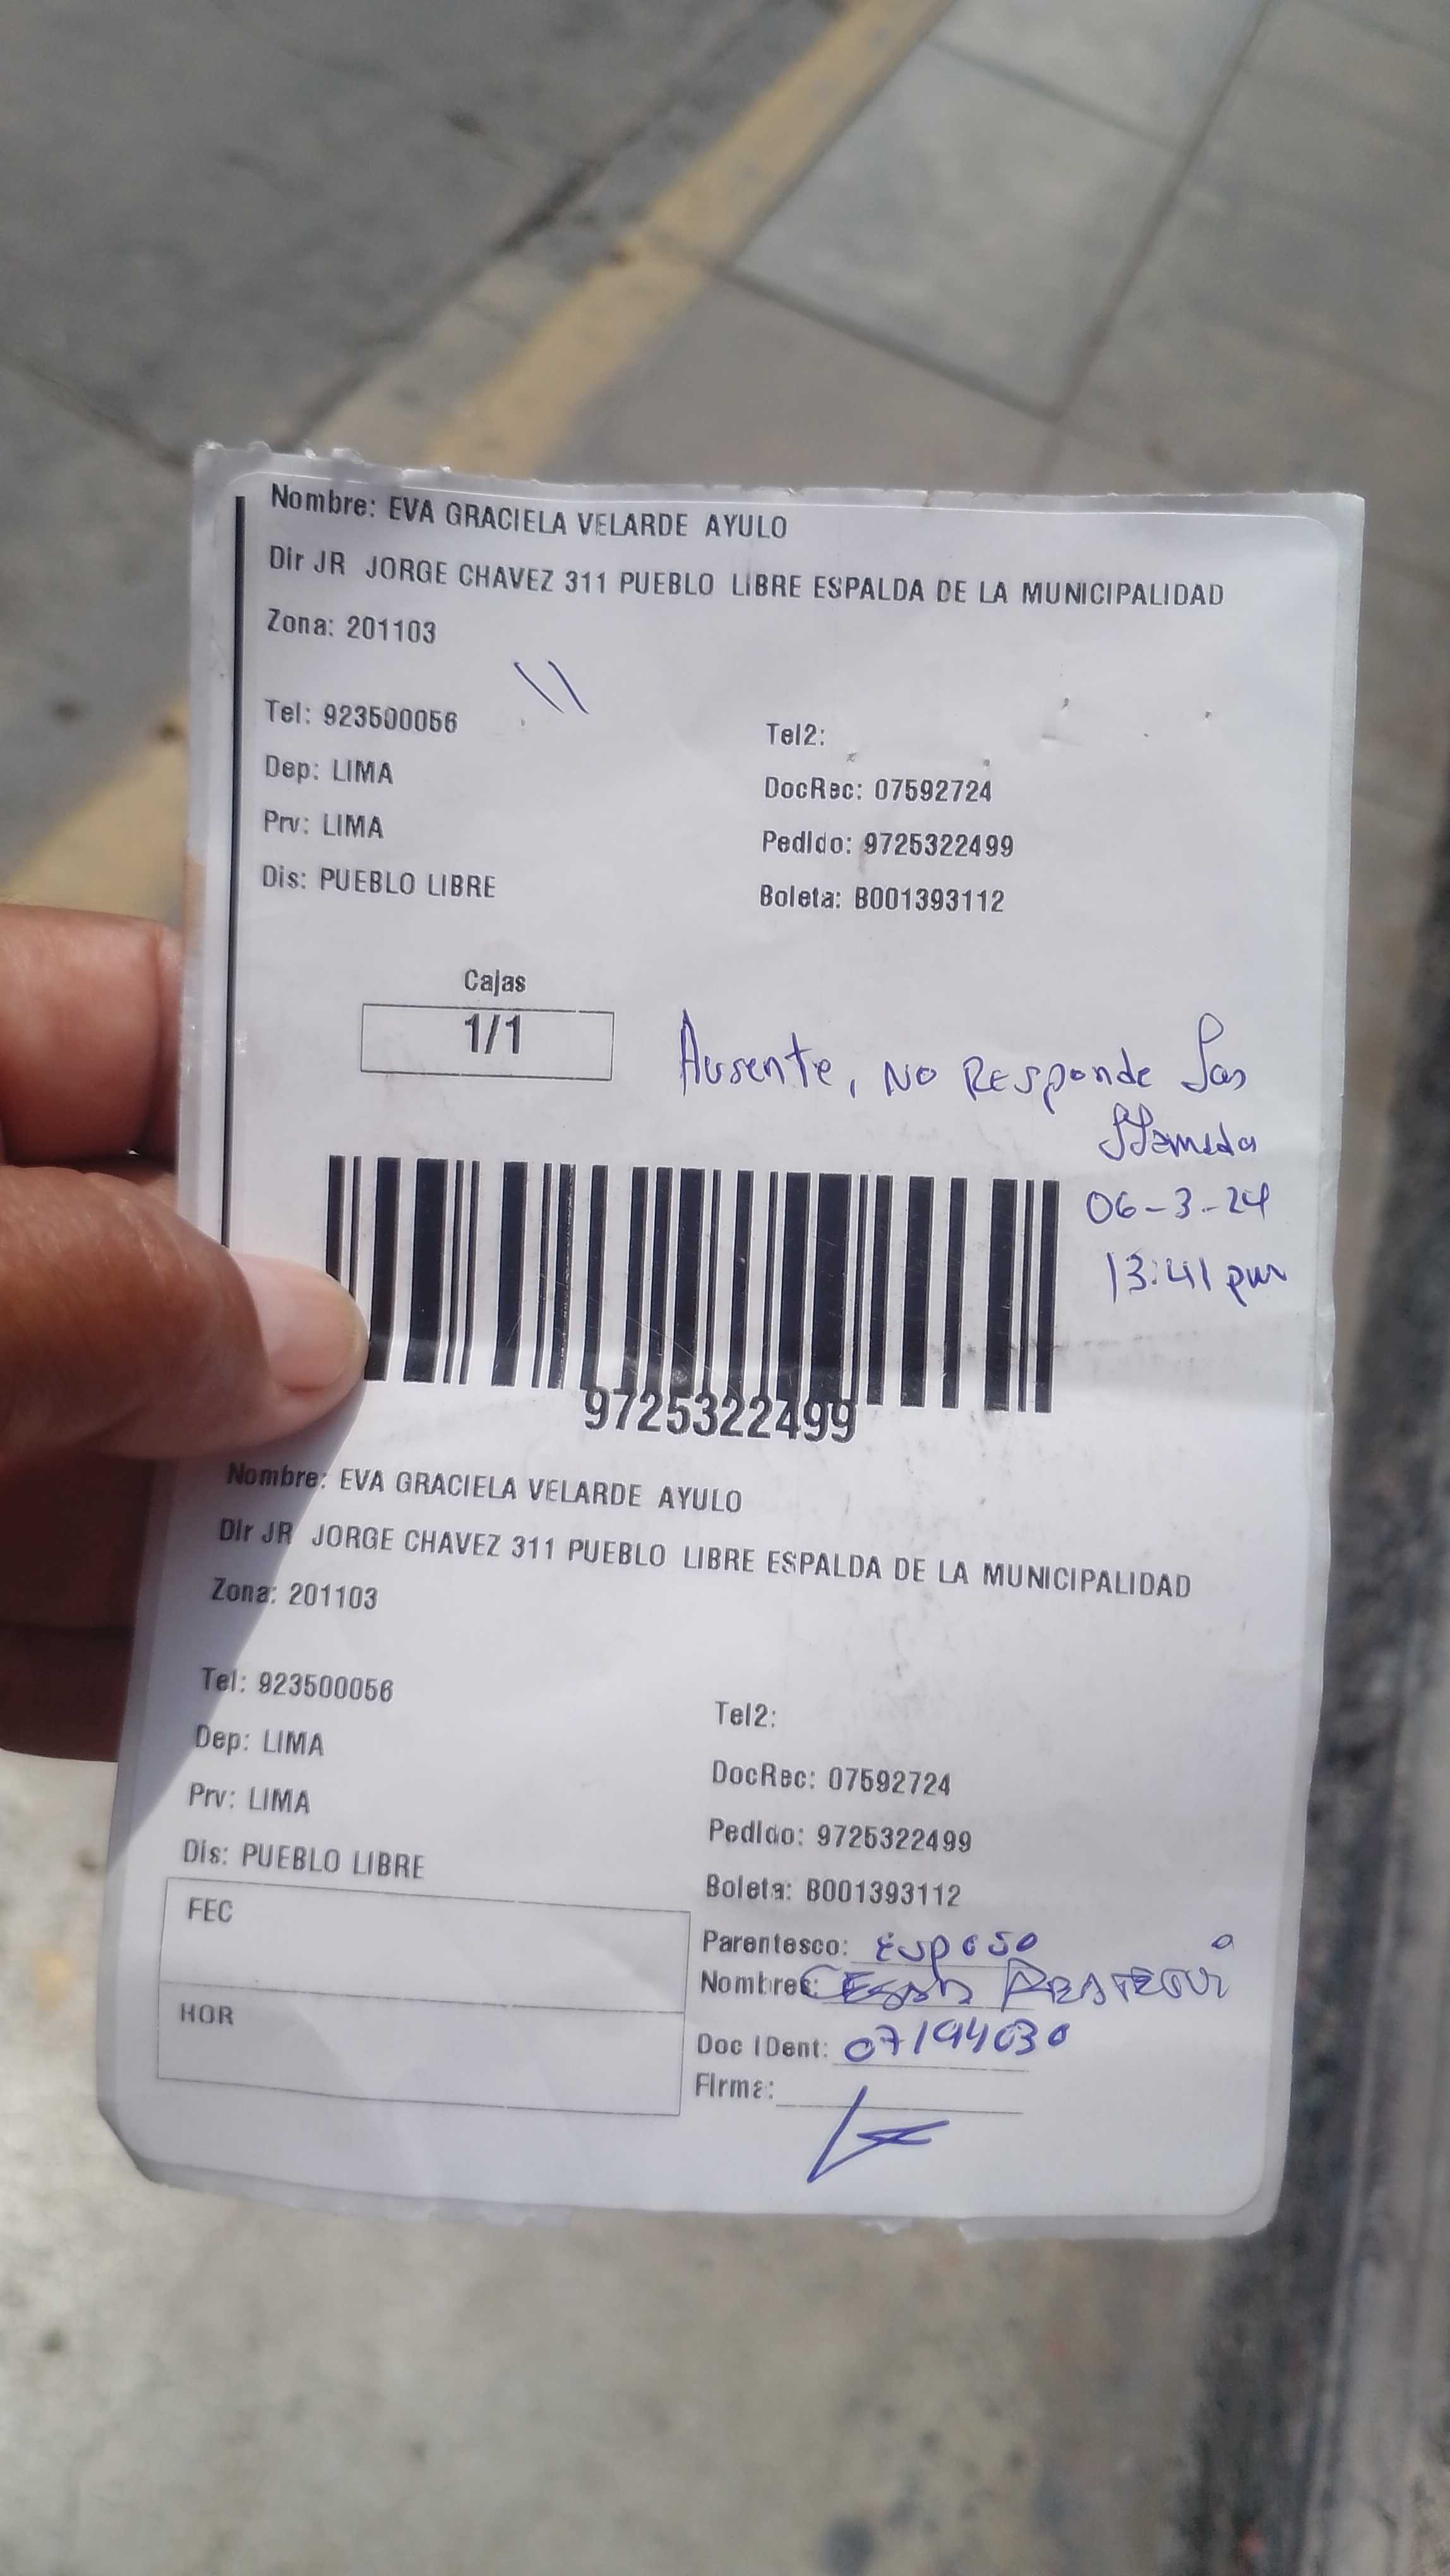 Nombre: EVA GRACIELA VELARDE AYULO
Dir JR JORGE CHAVEZ 311 PUEBLO LIBRE ESPALDA DE LA MUNICIPALIDAD
Zona: 201103
Tel: 923500056
Tel2:
Dep: LIMA
DocRec: 07592724
Prv: LIMA
Pedido: 9725322499
Dis: PUEBLO LIBRE
Boleta: B001393112
Cajas
1/1
Ausente, NO RESponde las
llamada
06-3-24
13:41 pm
9725322499
Nombre: EVA GRACIELA VELARDE AYULO
Dir JR JORGE CHAVEZ 311 PUEBLO LIBRE ESPALDA DE LA MUNICIPALIDAD
Zona: 201103
Tel: 923500056
Tel2:
Dep: LIMA
DocRec: 07592724
Prv: LIMA
Pedido: 9725322499
Dis: PUEBLO LIBRE
Boleta: B001393112
FEC
Parentesco: Esposo
Nombres: CESAR
HOR
Doc IDent: 07194030
Firma: